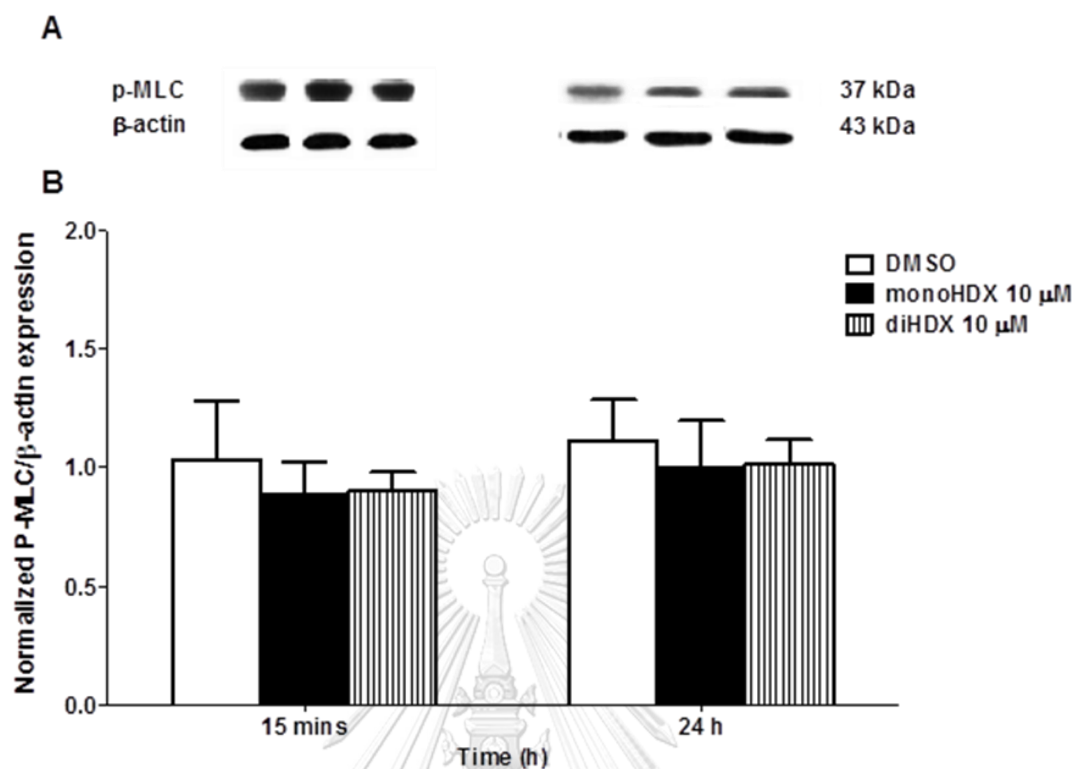 A
p-MLC 37 kDa
β-actin 43 kDa
B
Normalized P-MLC/β-actin expression
2.0
1.5
1.0
0.5
0.0
DMSO
monoHDX 10 μM
diHDX 10 μM
15 mins 24 h
Time (h)